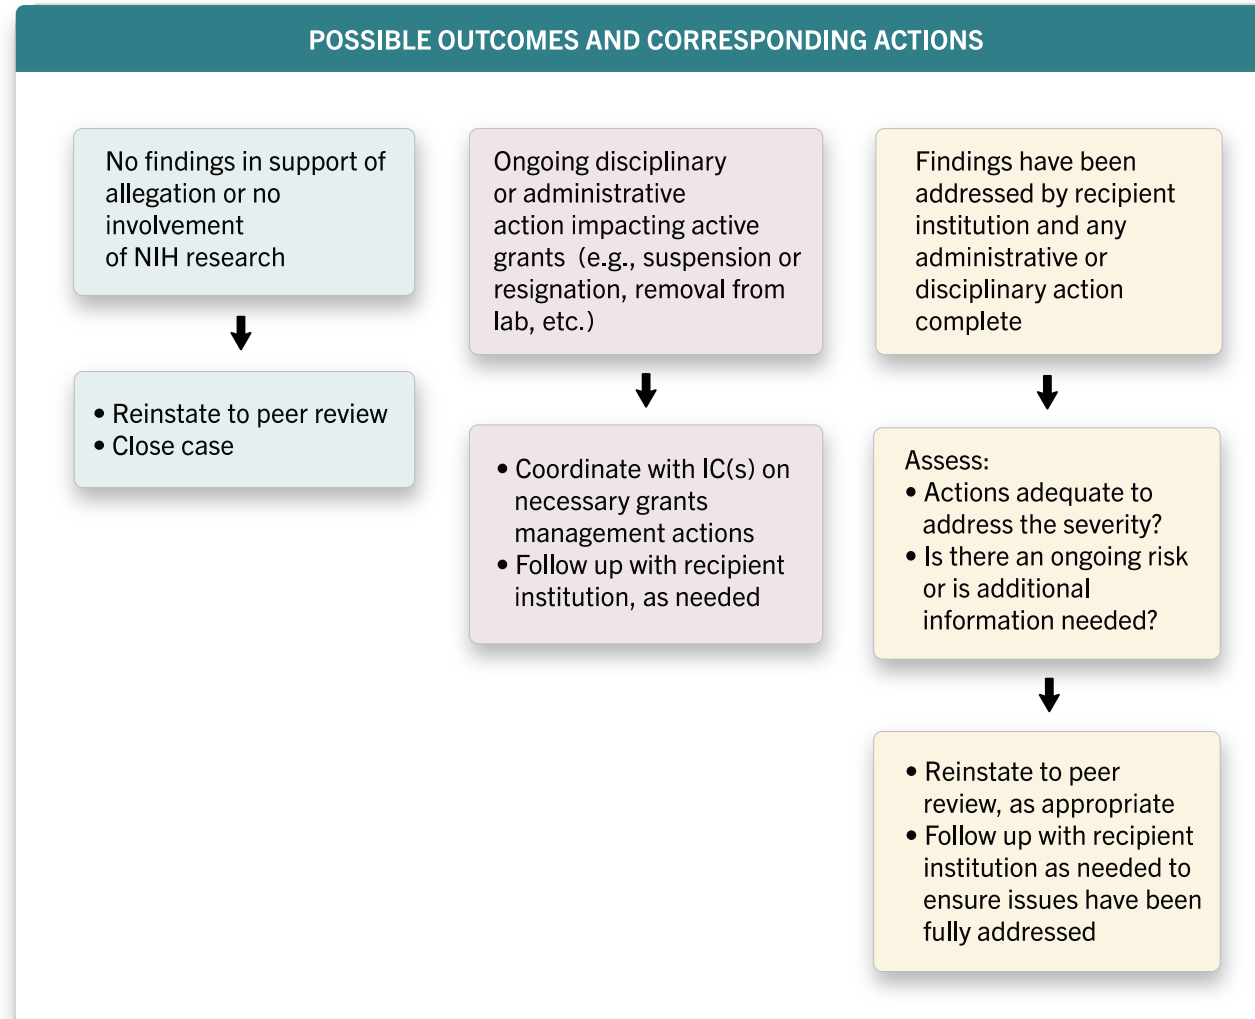 POSSIBLE OUTCOMES AND CORRESPONDING ACTIONS
No findings in support of
allegation or no
involvement
of NIH research
• Reinstate to peer review
• Close case
Ongoing disciplinary
or administrative
action impacting active
grants (e.g., suspension or
resignation, removal from
lab, etc.)
• Coordinate with IC(s) on
necessary grants
management actions
• Follow up with recipient
institution, as needed
Findings have been
addressed by recipient
institution and any
administrative or
disciplinary action
complete
Assess:
• Actions adequate to
address the severity?
• Is there an ongoing risk
or is additional
information needed?
• Reinstate to peer
review, as appropriate
• Follow up with recipient
institution as needed to
ensure issues have been
fully addressed